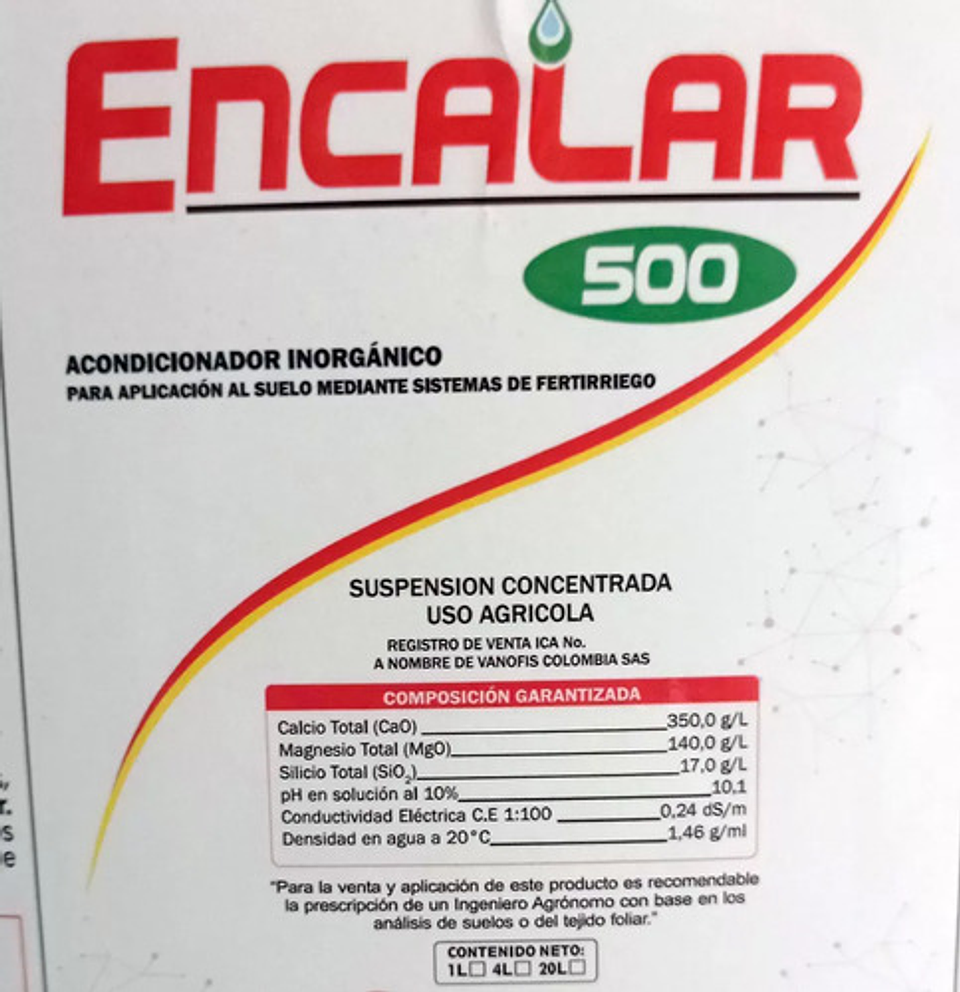 ENCALAR
500
ACONDICIONADOR INORGÁNICO
PARA APLICACIÓN AL SUELO MEDIANTE SISTEMAS DE FERTIRRIEGO
SUSPENSION CONCENTRADA
USO AGRICOLA
REGISTRO DE VENTA ICA No.
A NOMBRE DE VANOFIS COLOMBIA SAS
COMPOSICIÓN GARANTIZADA
Calcio Total (CaO) 350,0 g/L
Magnesio Total (MgO) 140,0 g/L
Silicio Total (SiO₂) 17,0 g/L
pH en solución al 10% 10,1
Conductividad Eléctrica C.E 1:100 0,24 dS/m
Densidad en agua a 20°C 1,46 g/ml
"Para la venta y aplicación de este producto es recomendable
la prescripción de un Ingeniero Agrónomo con base en los
análisis de suelos o del tejido foliar."
CONTENIDO NETO:
1L☐ 4L☐ 20L☐